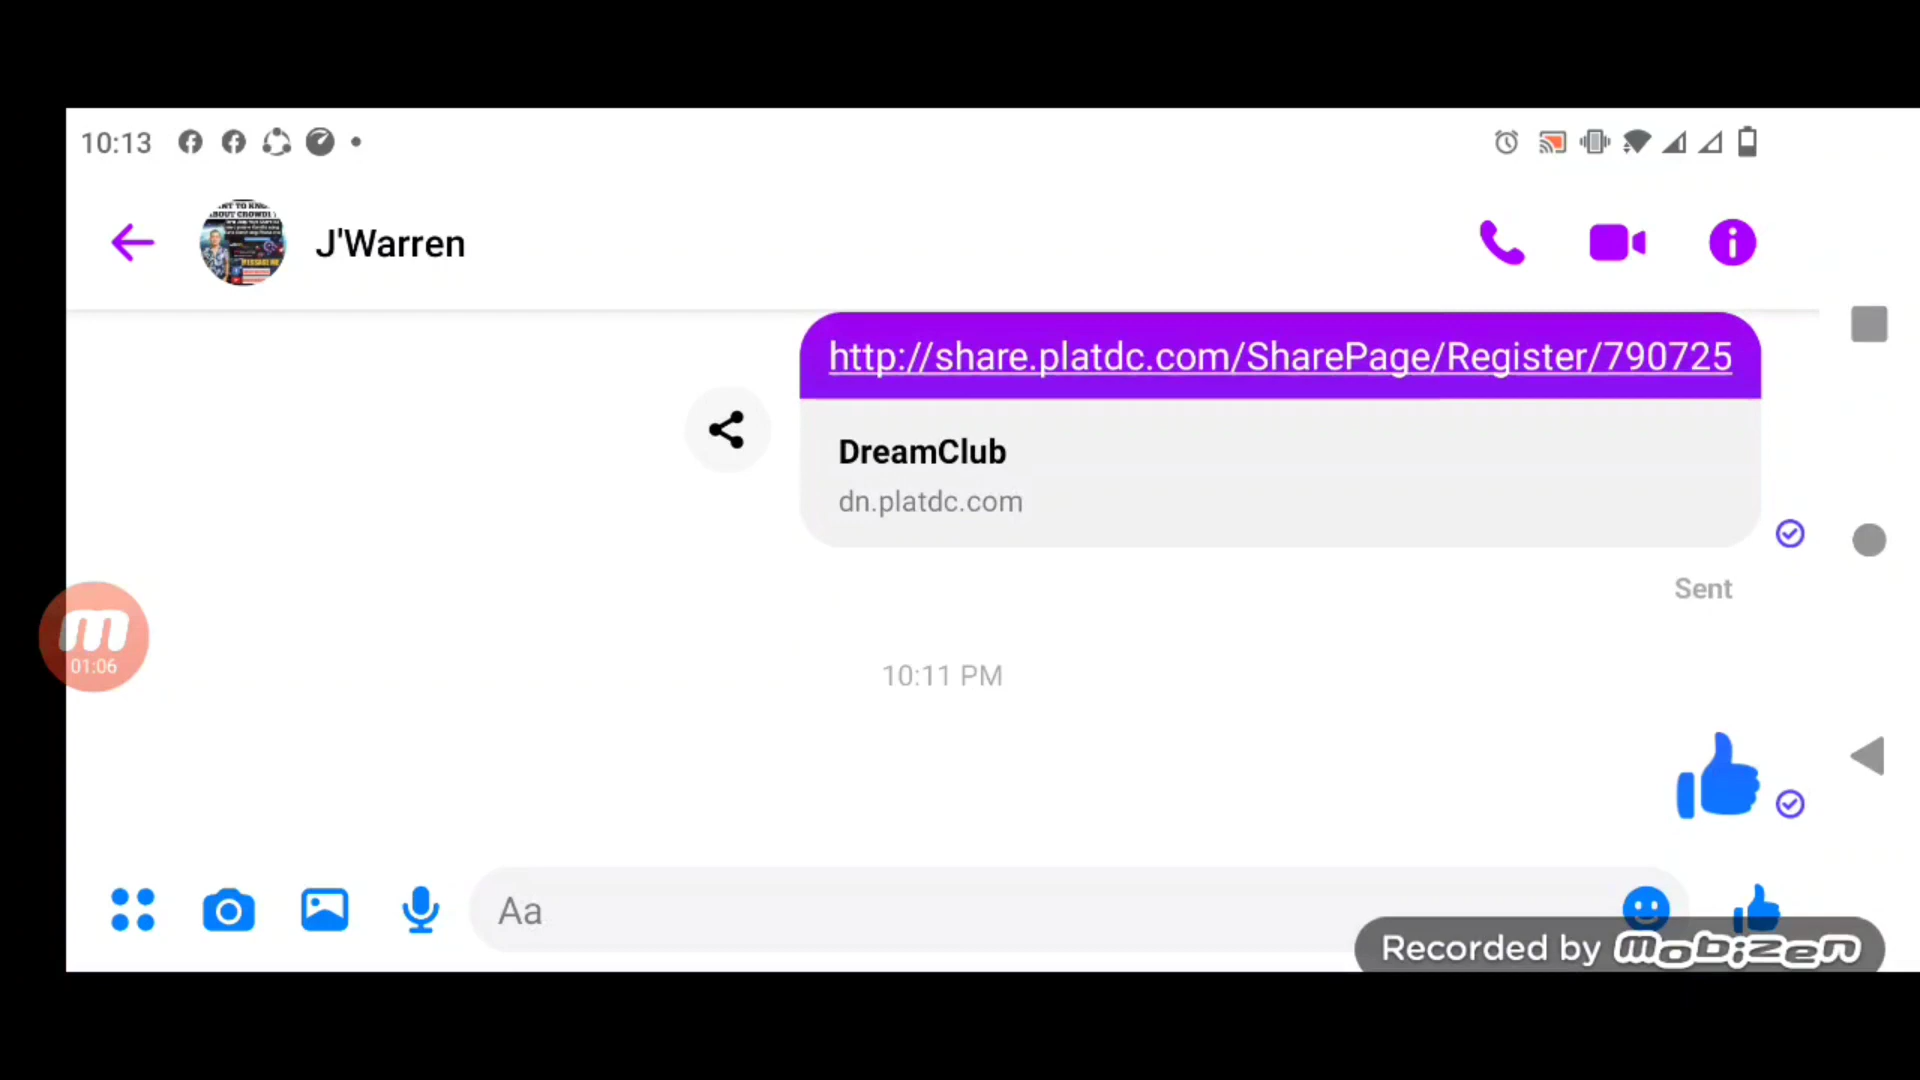 10:13
J'Warren
http://share.platdc.com/SharePage/Register/790725
DreamClub
dn.platdc.com
Sent
01:06
10:11 PM
Aa
Recorded by mobizen